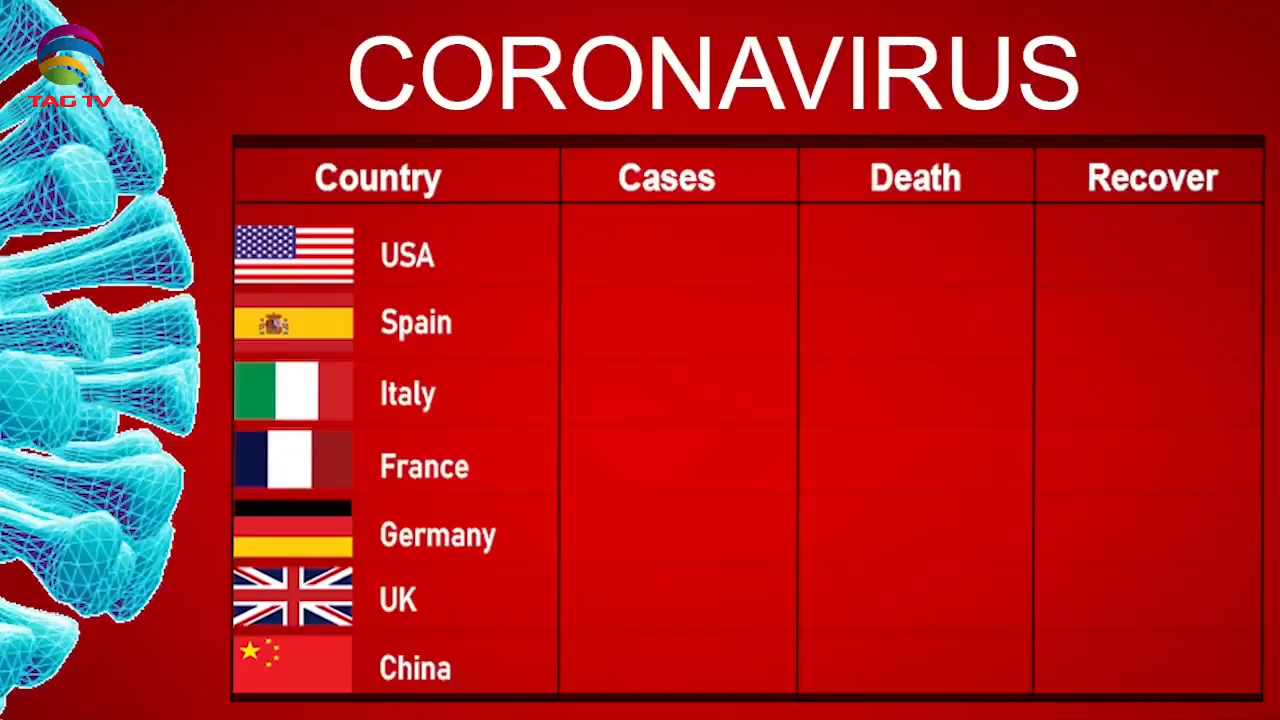 TAG TV
CORONAVIRUS
Country Cases Death Recover
USA
Spain
Italy
France
Germany
UK
China